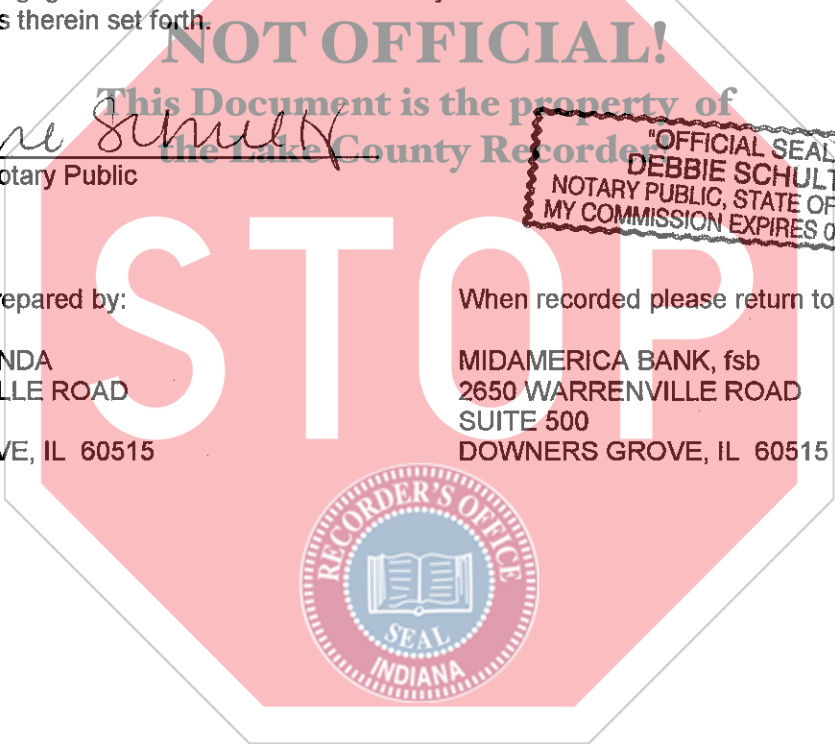 s therein set forth.
NOT OFFICIAL!
This Document is the property of
the Lake County Recorder!
Schultz
otary Public
"OFFICIAL SEAL
DEBBIE SCHULT
NOTARY PUBLIC, STATE OF
MY COMMISSION EXPIRES 0
STOP
epared by:
When recorded please return to
NDA
LLE ROAD
VE, IL 60515
MIDAMERICA BANK, fsb
2650 WARRENVILLE ROAD
SUITE 500
DOWNERS GROVE, IL 60515
RECORDER'S OFFICE
SEAL
INDIANA